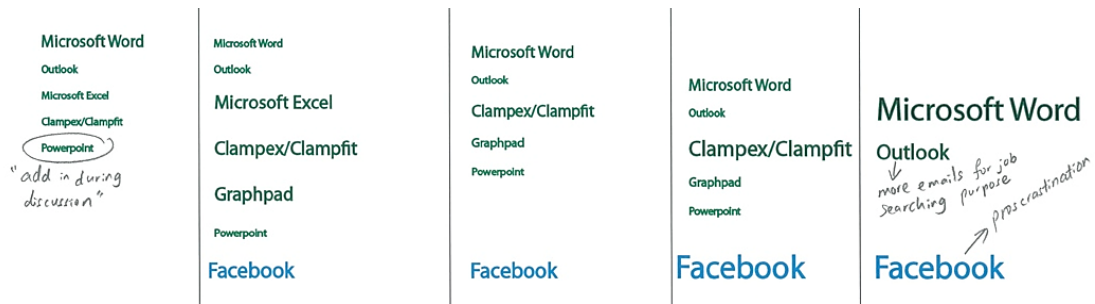 Microsoft Word
Outlook
Microsoft Excel
Clampex/Clampfit
Powerpoint
"add in during
discussion"
Microsoft Word
Outlook
Microsoft Excel
Clampex/Clampfit
Graphpad
Powerpoint
Facebook
Microsoft Word
Outlook
Clampex/Clampfit
Graphpad
Powerpoint
Facebook
Microsoft Word
Outlook
Clampex/Clampfit
Graphpad
Powerpoint
Facebook
Microsoft Word
Outlook
more emails for job
searching purpose
procrastination
Facebook